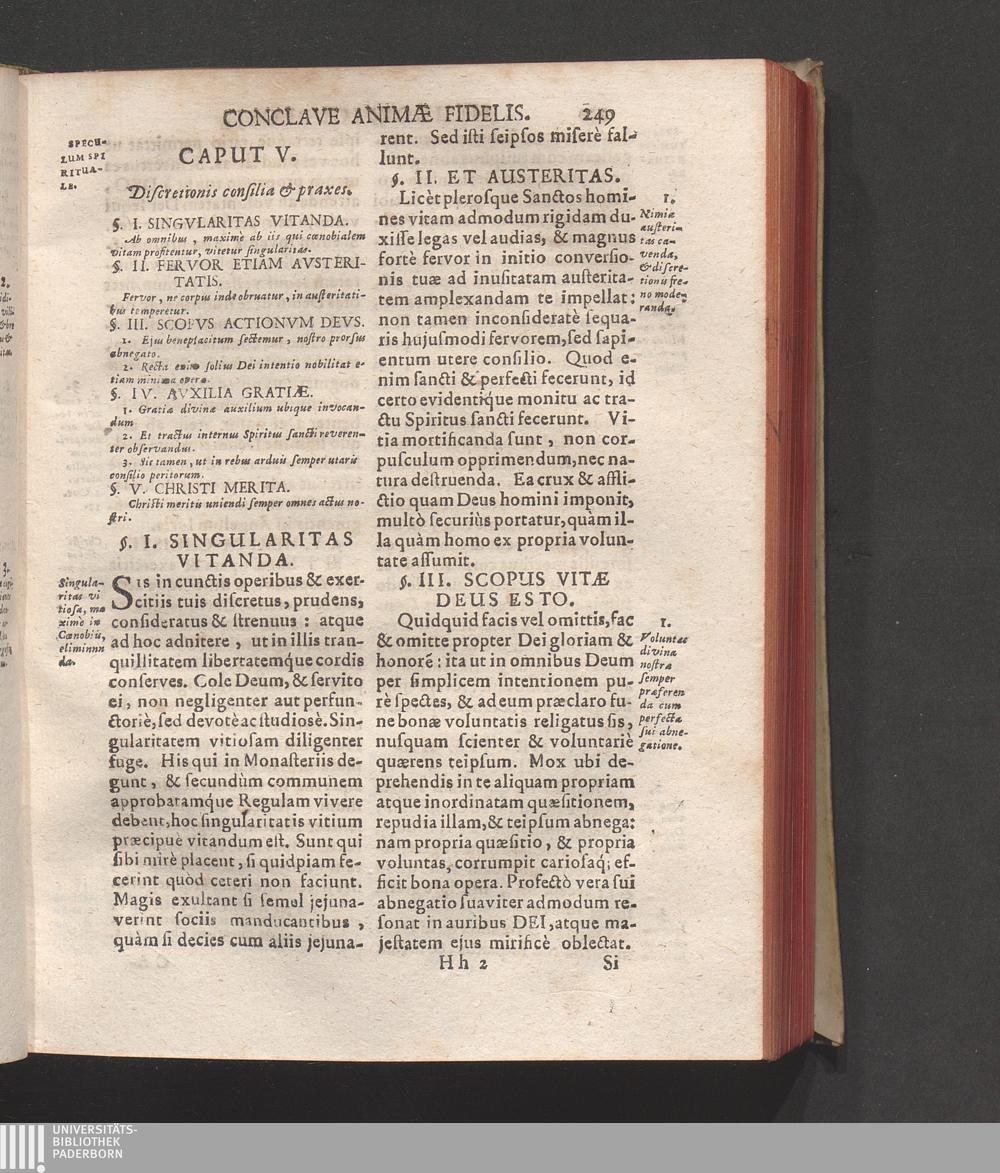 CONCLAVE ANIMÆ FIDELIS. 249
SPECU-
LUM SPI
RITUA-
LE.
CAPUT V.
Discretionis consilia & praxes.
§. I. SINGVLARITAS VITANDA.
Ab omnibus, maximè ab iis qui cœnobialem
vitam profitentur, vitetur singularitas.
§. II. FERVOR ETIAM AVSTERI-
TATIS.
Fervor, ne corpus inde obruatur, in austeritati-
bus temperetur.
§. III. SCOPVS ACTIONVM DEVS.
1. Ejus beneplacitum sectemur, nostro prorsus
abnegato.
2. Recta enim solius Dei intentio nobilitat e-
tiam minima opera.
§. IV. AVXILIA GRATIÆ.
1. Gratiæ divinæ auxilium ubique invocan-
dum
2. Et tractus internus Spiritus sancti reveren-
ter observandus.
3. Sic tamen, ut in rebus arduis semper utaris
consilio peritorum.
§. V. CHRISTI MERITA.
Christi meritis uniendi semper omnes actus no-
stri.
§. I. SINGULARITAS
VITANDA.
Singula-
ritas vi
tiosa, ma
ximè in
Cœnobiis,
eliminan
da.
Sis in cunctis operibus & exer-
citiis tuis discretus, prudens,
consideratus & strenuus: atque
ad hoc adnitere, ut in illis tran-
quillitatem libertatemq́ue cordis
conserves. Cole Deum, & servito
ei, non negligenter aut perfun-
ctoriè, sed devotè ac studiosè. Sin-
gularitatem vitiosam diligenter
fuge. His qui in Monasteriis de-
gunt, & secundùm communem
approbatamq́ue Regulam vivere
debent, hoc singularitatis vitium
præcipuè vitandum est. Sunt qui
sibi mirè placent, si quidpiam fe-
cerint quòd ceteri non faciunt.
Magis exultant si semel jejuna-
verint sociis manducantibus,
quàm si decies cum aliis jejuna-
rent. Sed isti seipsos miserè fal-
lunt.
§. II. ET AUSTERITAS.
Licèt plerosque Sanctos homi-
nes vitam admodum rigidam du-
xisse legas vel audias, & magnus
fortè fervor in initio conversio-
nis tuæ ad inusitatam austerita-
tem amplexandam te impellat:
non tamen inconsideratè sequa-
ris hujusmodi fervorem, sed sapi-
entum utere consilio. Quod e-
nim sancti & perfecti fecerunt, id
certo evidentique monitu ac tra-
ctu Spiritus sancti fecerunt. Vi-
tia mortificanda sunt, non cor-
pusculum opprimendum, nec na-
tura destruenda. Ea crux & affli-
ctio quam Deus homini imponit,
multò securiùs portatur, quàm il-
la quàm homo ex propria volun-
tate assumit.
1.
Nimia
austeri-
tas ca-
venda,
& discre-
tionis fre-
no mode-
randa.
§. III. SCOPUS VITÆ
DEUS ESTO.
Quidquid facis vel omittis, fac
& omitte propter Dei gloriam &
honorẽ: ita ut in omnibus Deum
per simplicem intentionem pu-
rè spectes, & ad eum præclaro fu-
ne bonæ voluntatis religatus sis,
nusquam scienter & voluntariè
quærens teipsum. Mox ubi de-
prehendis in te aliquam propriam
atque inordinatam quæsitionem,
repudia illam, & teipsum abnega:
nam propria quæsitio, & propria
voluntas, corrumpit cariosaq́; ef-
ficit bona opera. Profectò vera sui
abnegatio suaviter admodum re-
sonat in auribus DEI, atque ma-
jestatem ejus mirificè oblectat.
1.
Voluntas
divina
nostræ
semper
præferen
da cum
perfecta
sui abne-
gatione.
Hh 2 Si
UNIVERSITÄTS-
BIBLIOTHEK
PADERBORN